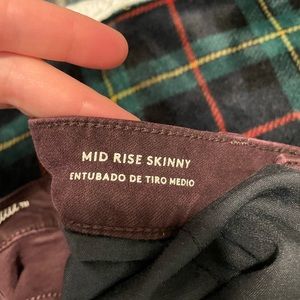 MID RISE SKINNY
ENTUBADO DE TIRO MEDIO